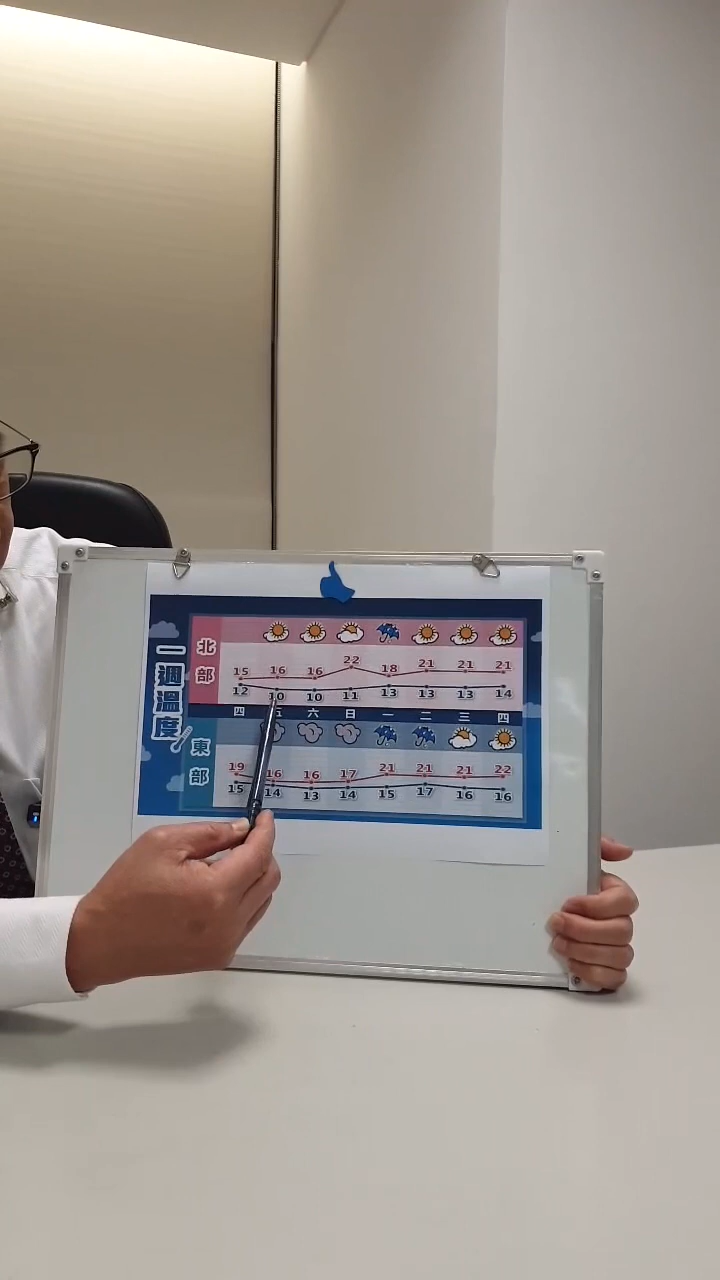 一週溫度
北部
15 16 16 22 18 21 21 21
12 10 10 11 13 13 13 14
四 五 六 日 一 二 三 四
東部
19 16 16 17 21 21 21 22
15 14 13 14 15 17 16 16